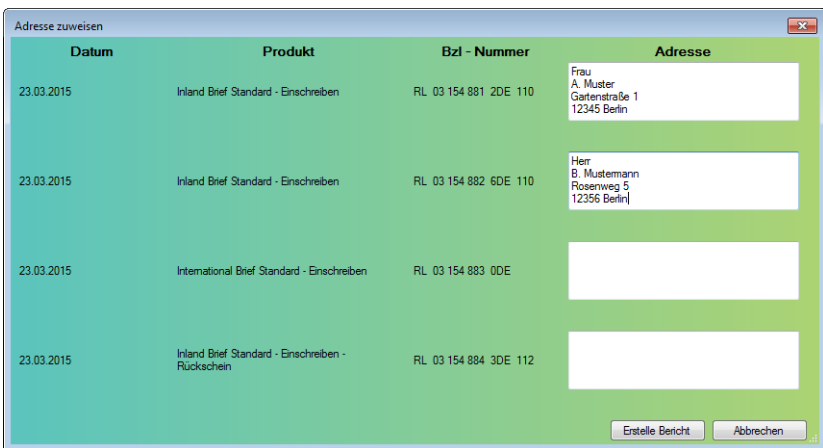 Adresse zuweisen
Datum Produkt Bzl - Nummer Adresse
Frau
A. Muster
Gartenstraße 1
12345 Berlin
23.03.2015 Inland Brief Standard - Einschreiben RL 03 154 881 2DE 110
Herr
B. Mustermann
Rosenweg 5
12356 Berlin
23.03.2015 Inland Brief Standard - Einschreiben RL 03 154 882 6DE 110
23.03.2015 International Brief Standard - Einschreiben RL 03 154 883 0DE
23.03.2015 Inland Brief Standard - Einschreiben - RL 03 154 884 3DE 112
Rückschein
Erstelle Bericht Abbrechen